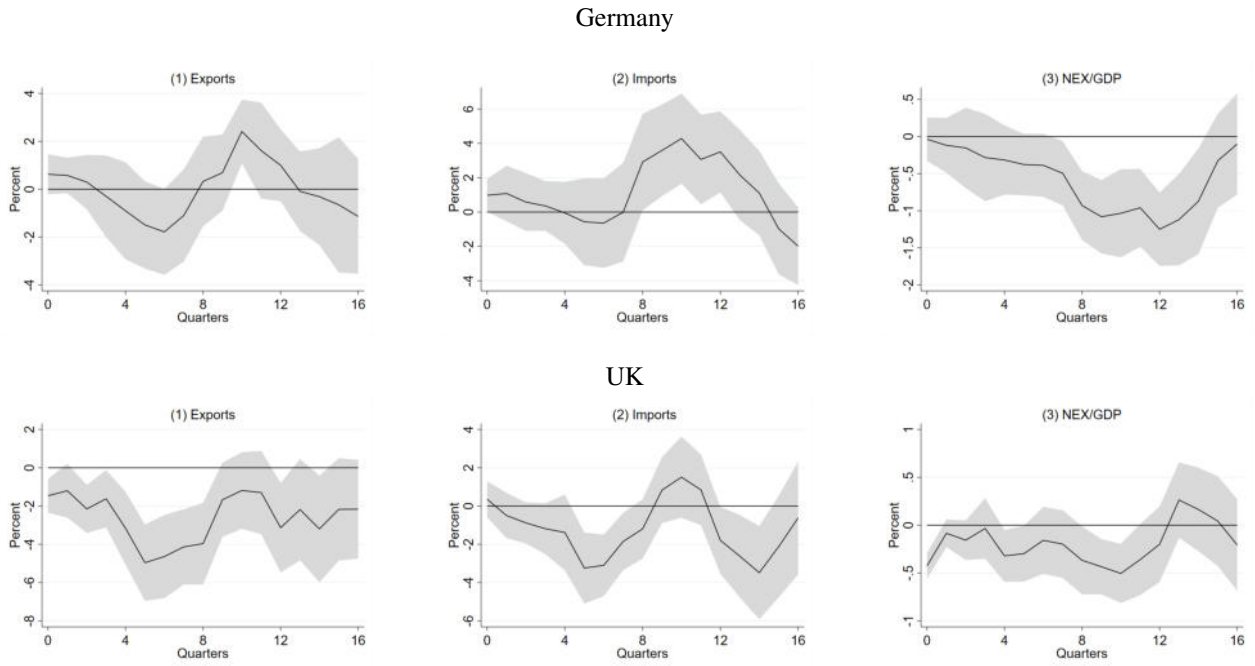 Germany
(1) Exports
Percent
4
2
0
-2
-4
0 4 8 12 16
Quarters
(2) Imports
Percent
6
4
2
0
-2
-4
0 4 8 12 16
Quarters
(3) NEX/GDP
Percent
.5
0
-.5
-1
-1.5
-2
0 4 8 12 16
Quarters
UK
(1) Exports
Percent
2
0
-2
-4
-6
-8
0 4 8 12 16
Quarters
(2) Imports
Percent
4
2
0
-2
-4
-6
0 4 8 12 16
Quarters
(3) NEX/GDP
Percent
1
.5
0
-.5
-1
0 4 8 12 16
Quarters